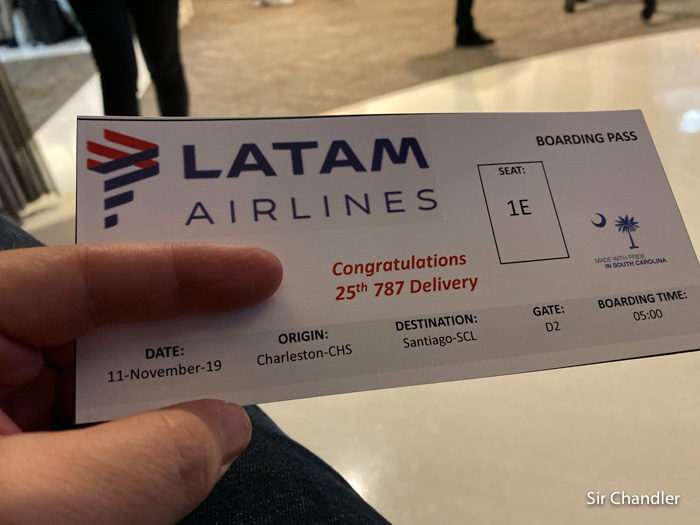 LATAM
AIRLINES
BOARDING PASS
SEAT:
1E
MADE WITH PRIDE
IN SOUTH CAROLINA
Congratulations
25th 787 Delivery
DATE:
11-November-19
ORIGIN:
Charleston-CHS
DESTINATION:
Santiago-SCL
GATE:
D2
BOARDING TIME:
05:00
Sir Chandler